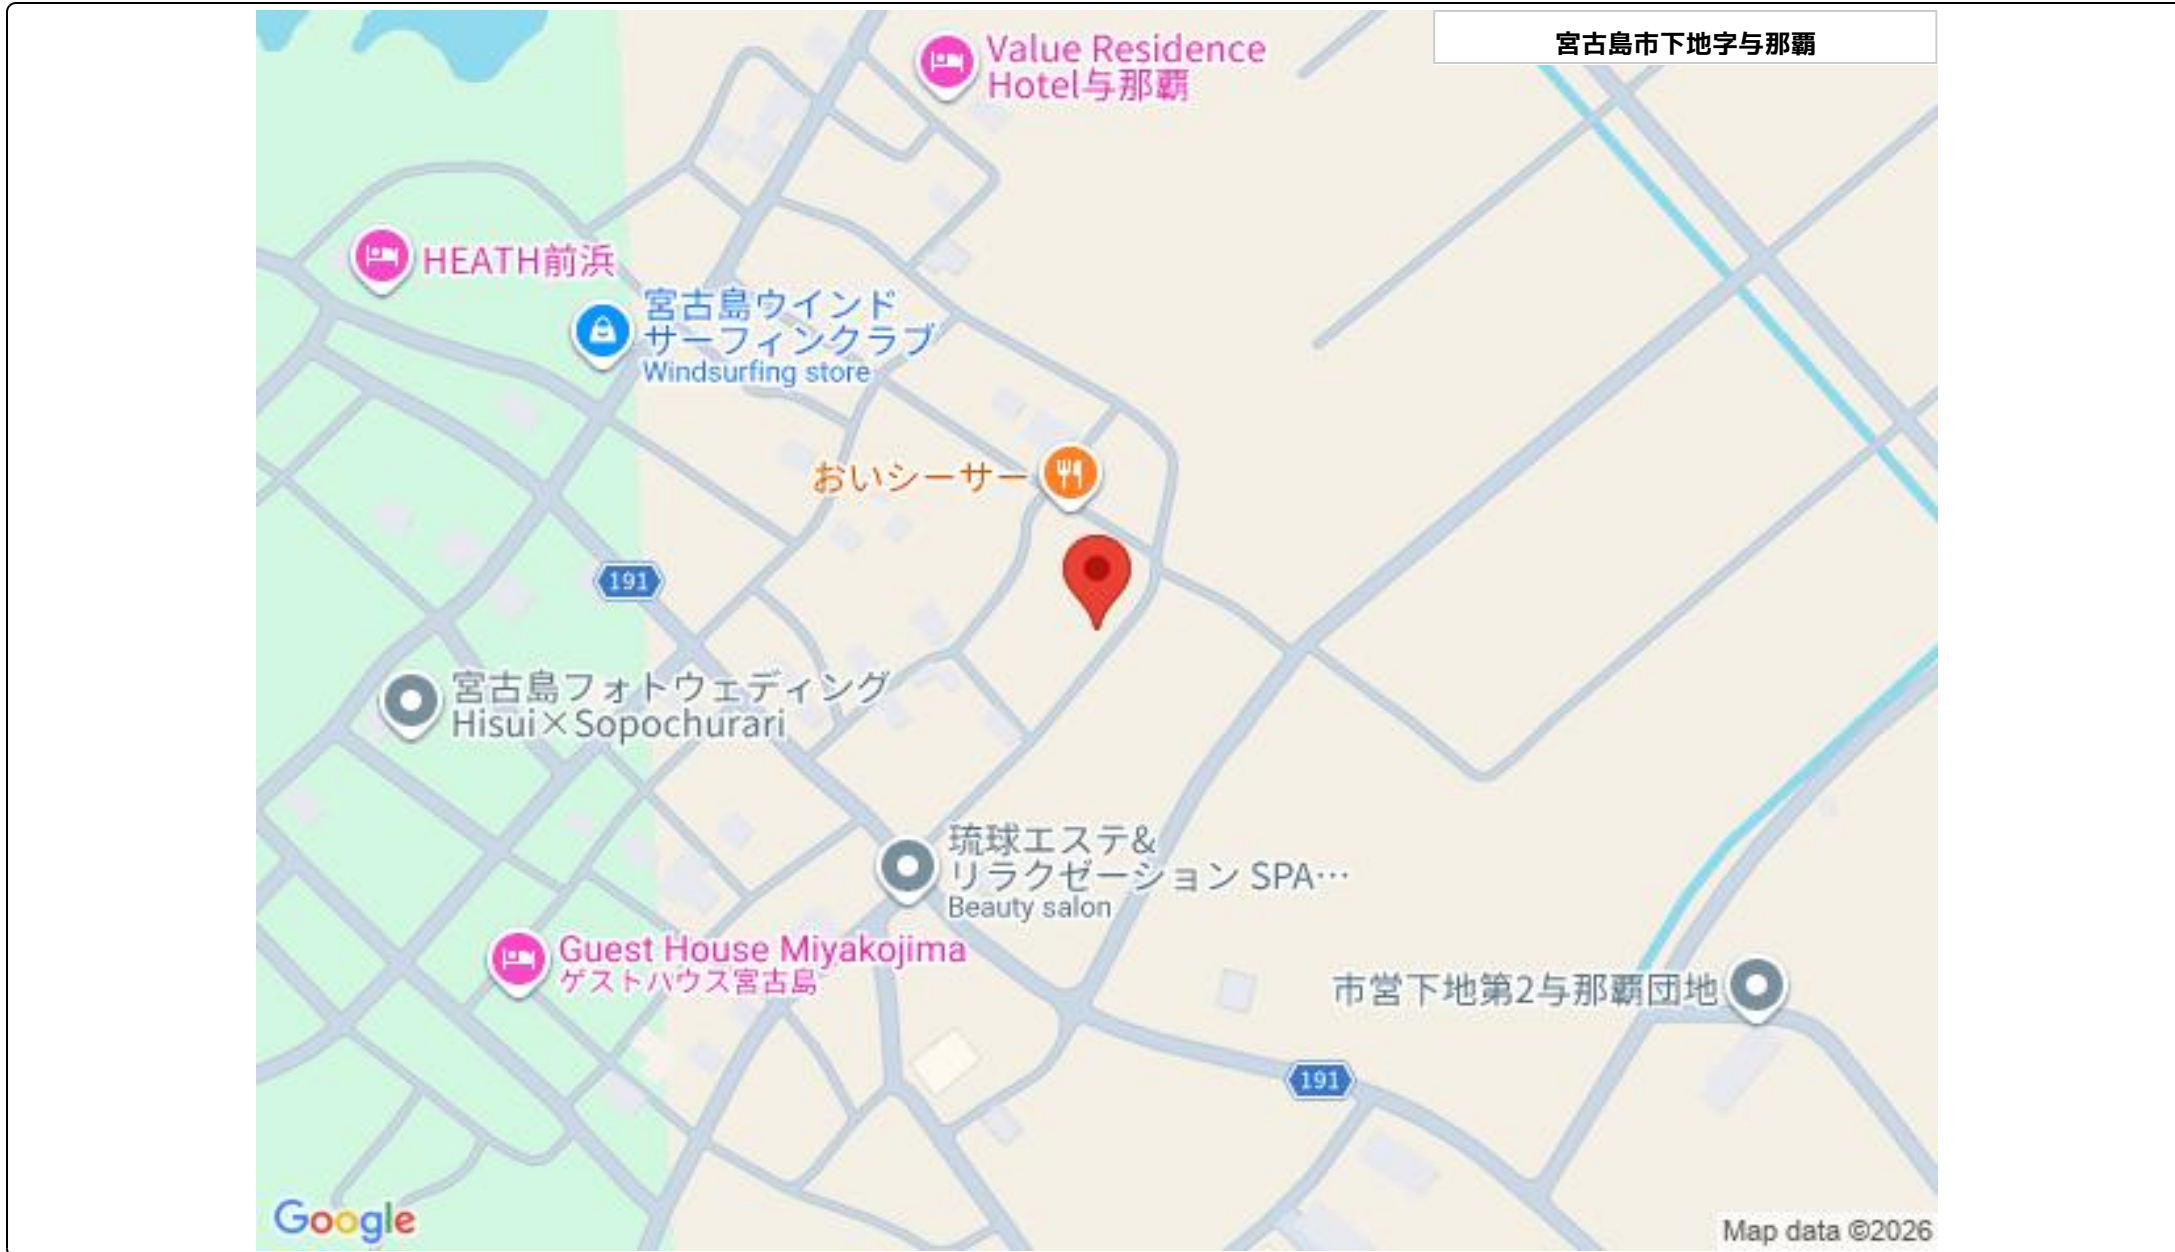 宮古島市下地字与那覇
Value Residence
Hotel与那覇
HEATH前浜
宮古島ウインド
サーフィンクラブ
Windsurfing store
おいシーサー
191
宮古島フォトウェディング
Hisui×Sopochurari
琉球エステ&
リラクゼーション SPA…
Beauty salon
Guest House Miyakojima
ゲストハウス宮古島
市営下地第2与那覇団地
191
Google
Map data ©2026